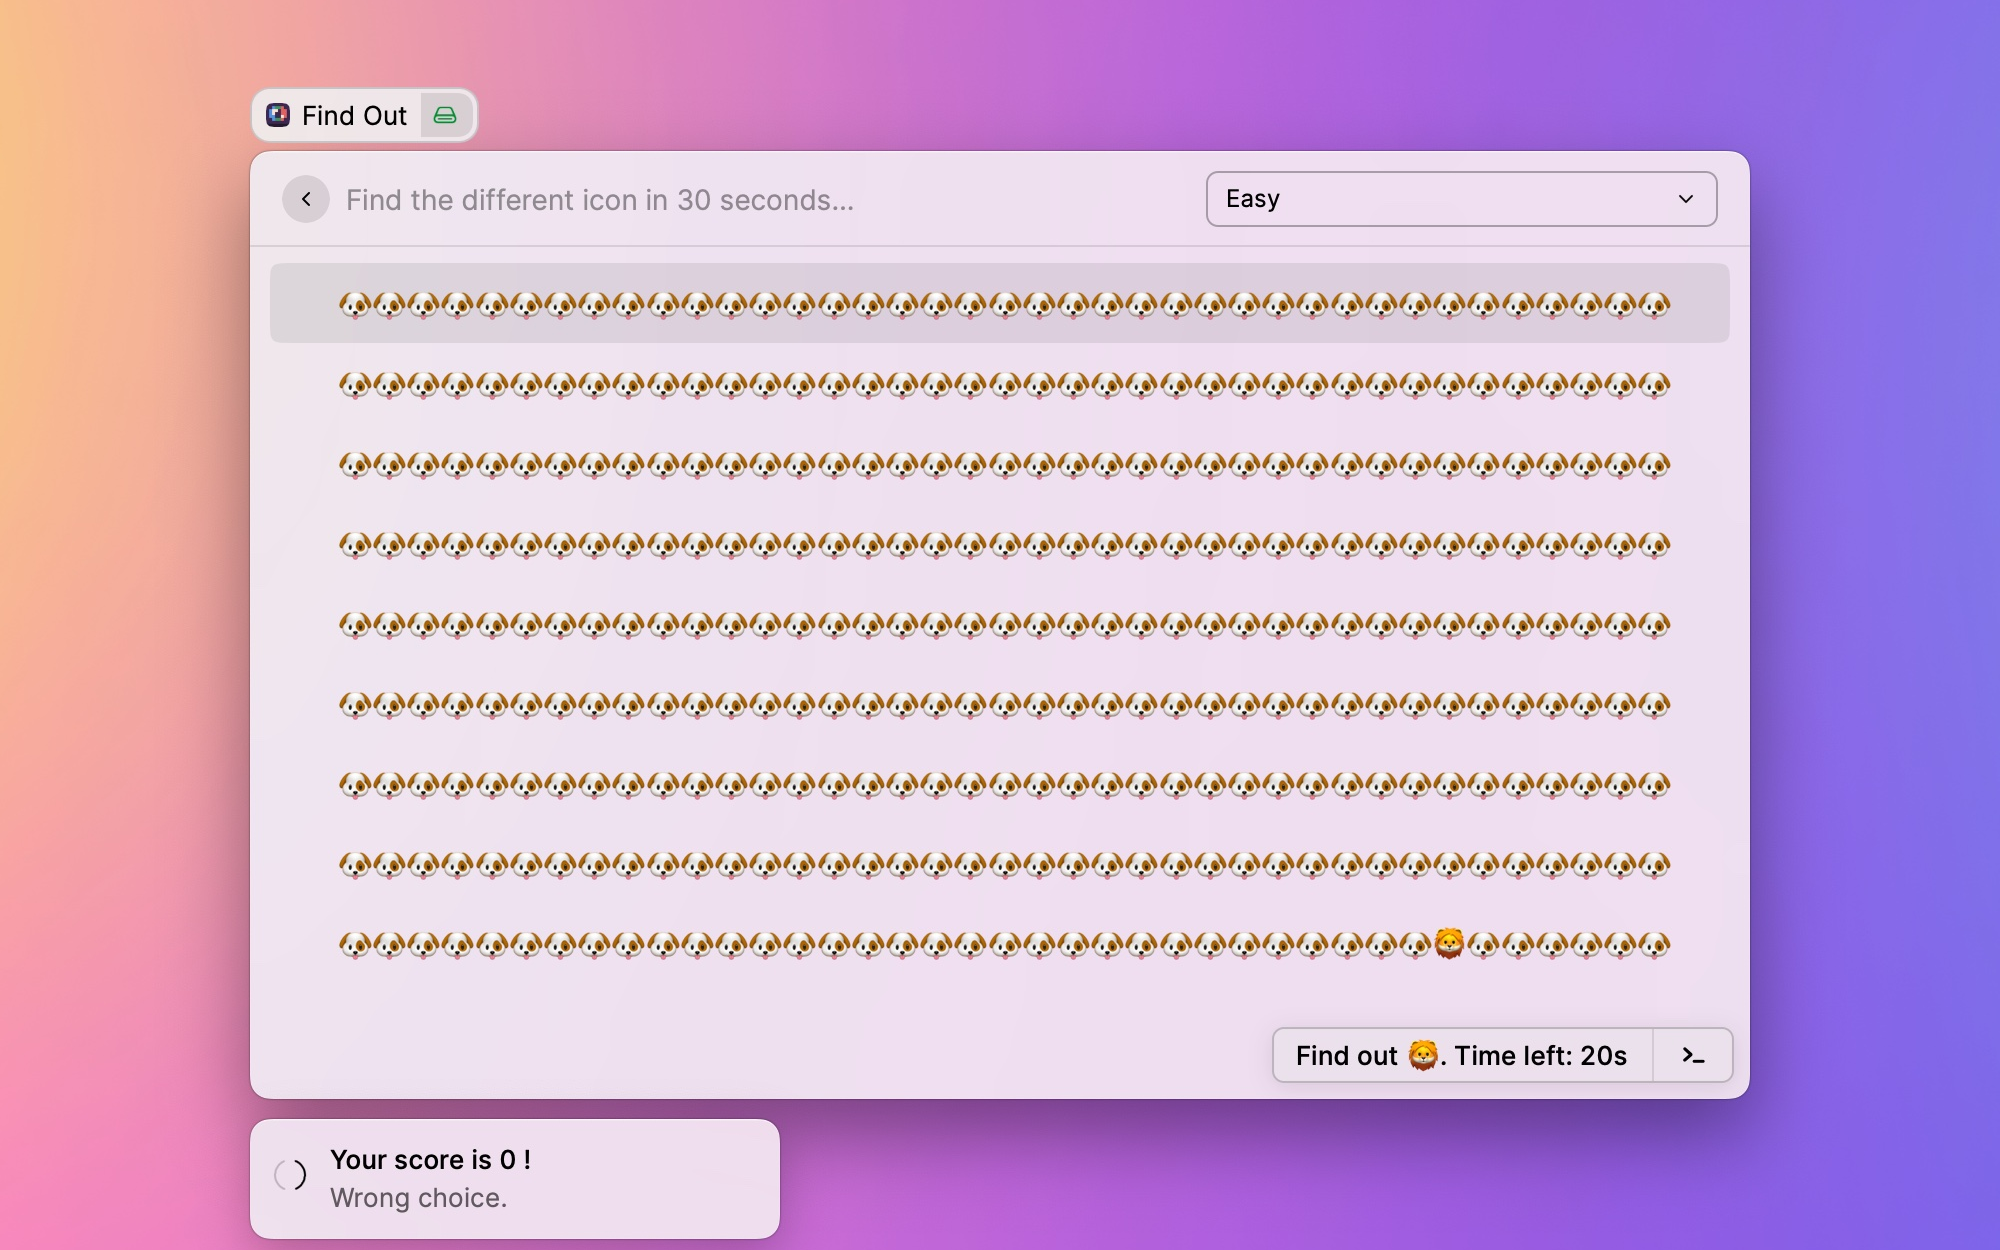 Find Out
Find the different icon in 30 seconds...
Easy
Find out 🦁. Time left: 20s
Your score is 0 !
Wrong choice.